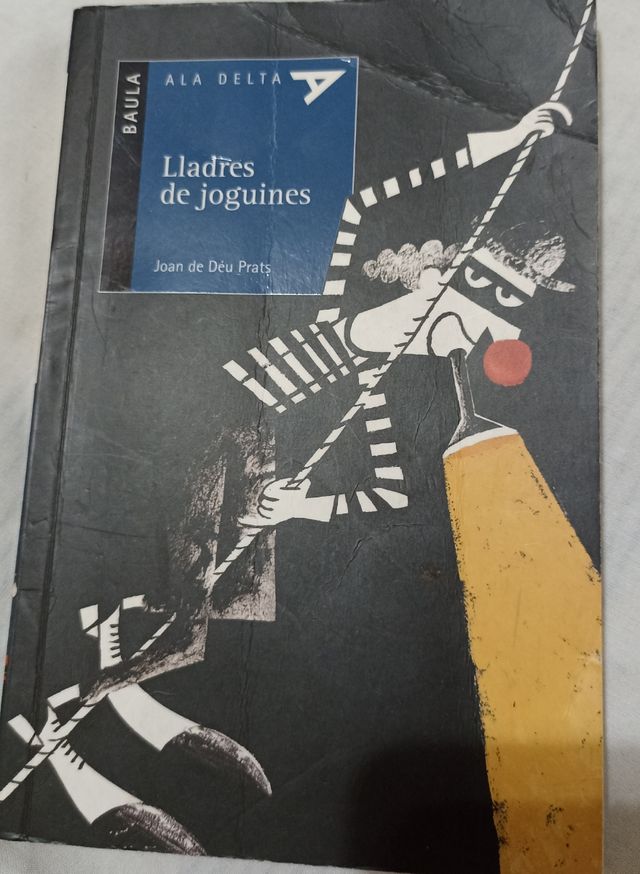 BAULA
ALA DELTA
Lladres
de joguines
Joan de Déu Prats